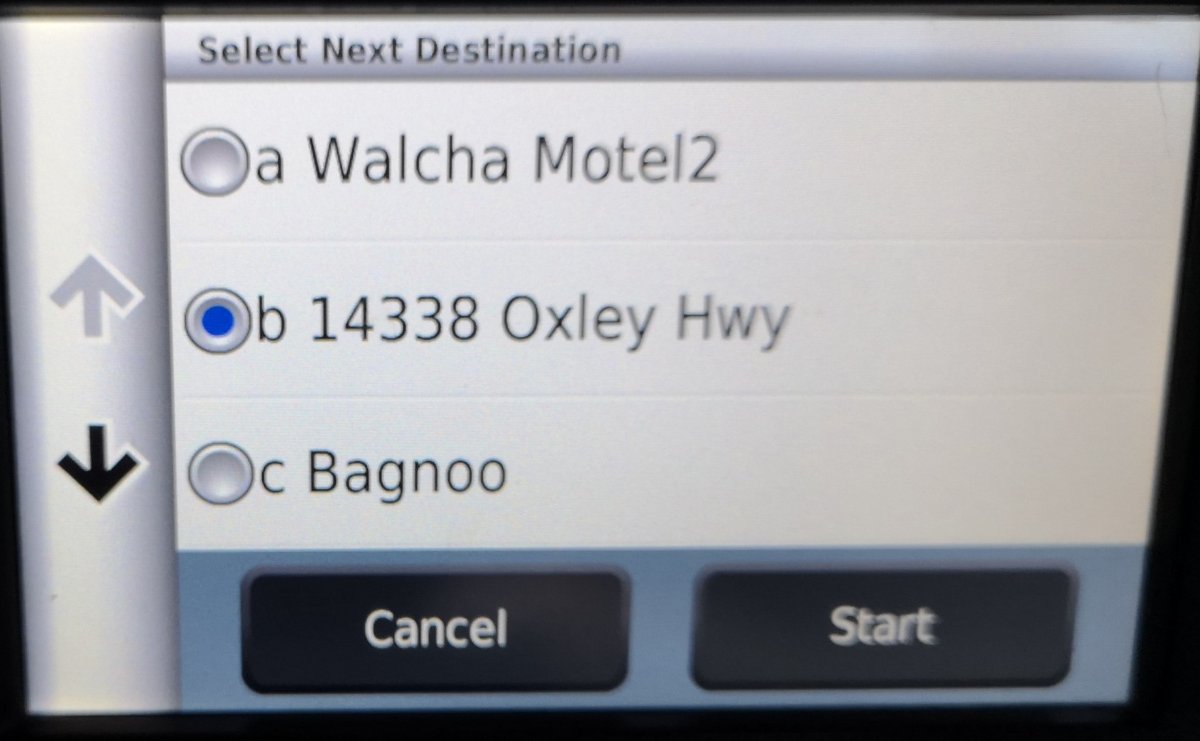 Select Next Destination
a Walcha Motel2
b 14338 Oxley Hwy
c Bagnoo
Cancel
Start